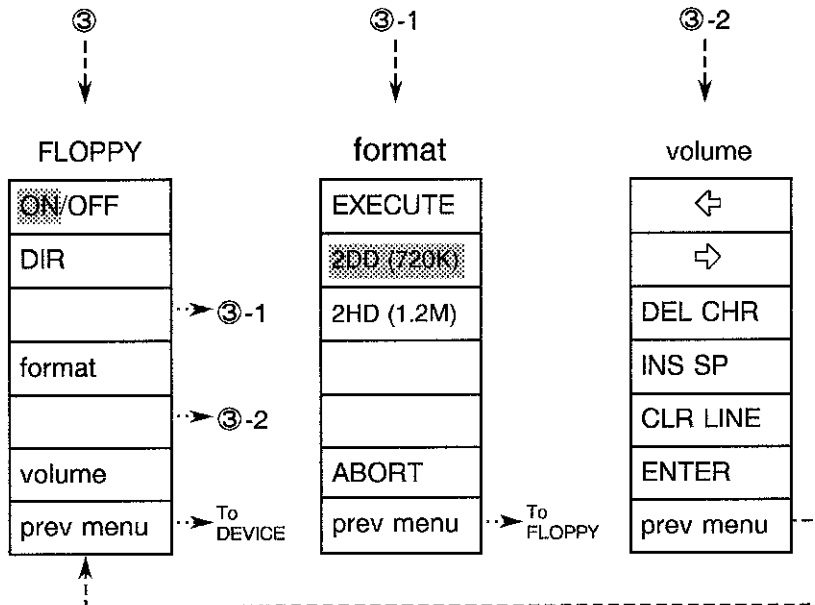 ③
③-1
③-2
FLOPPY
ON/OFF
DIR
③-1
format
③-2
volume
prev menu
To
DEVICE
format
EXECUTE
2DD (720K)
2HD (1.2M)
ABORT
prev menu
To
FLOPPY
volume
⇦
⇨
DEL CHR
INS SP
CLR LINE
ENTER
prev menu